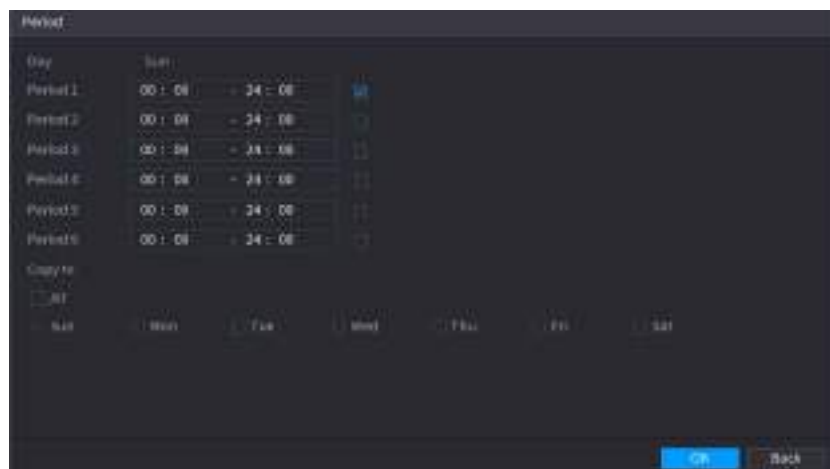 Period
Day Sun
Period 1 00 : 00 - 24 : 00
Period 2 00 : 00 - 24 : 00
Period 3 00 : 00 - 24 : 00
Period 4 00 : 00 - 24 : 00
Period 5 00 : 00 - 24 : 00
Period 6 00 : 00 - 24 : 00
Copy to
All
Sun Mon Tue Wed Thu Fri Sat
OK Back